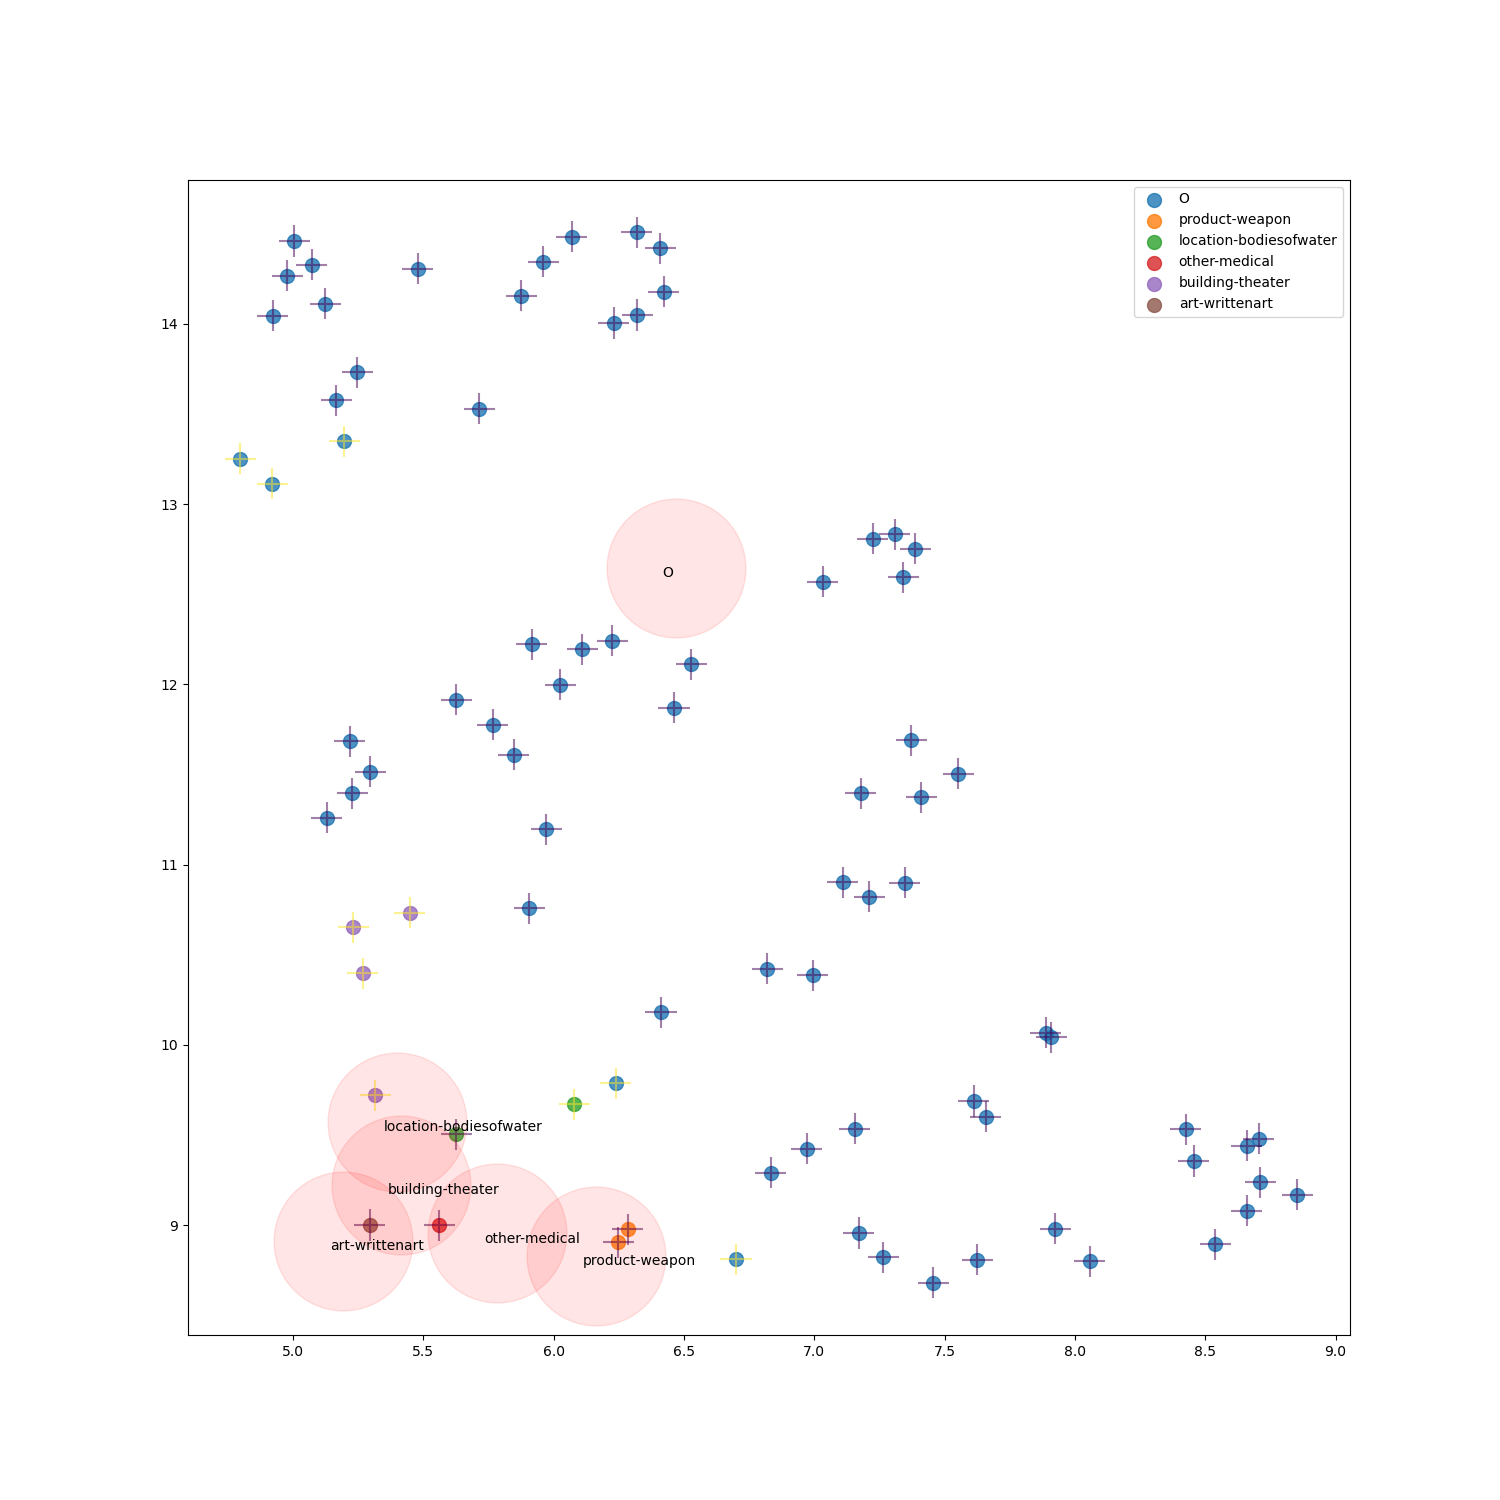 O
product-weapon
location-bodiesofwater
other-medical
building-theater
art-writtenart
14
13
O
12
11
10
location-bodiesofwater
building-theater
art-writtenart
other-medical
product-weapon
9
5.0 5.5 6.0 6.5 7.0 7.5 8.0 8.5 9.0